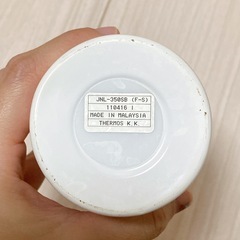 JNL-350SB (F-S)
110416 I
MADE IN MALAYSIA
THERMOS K.K.